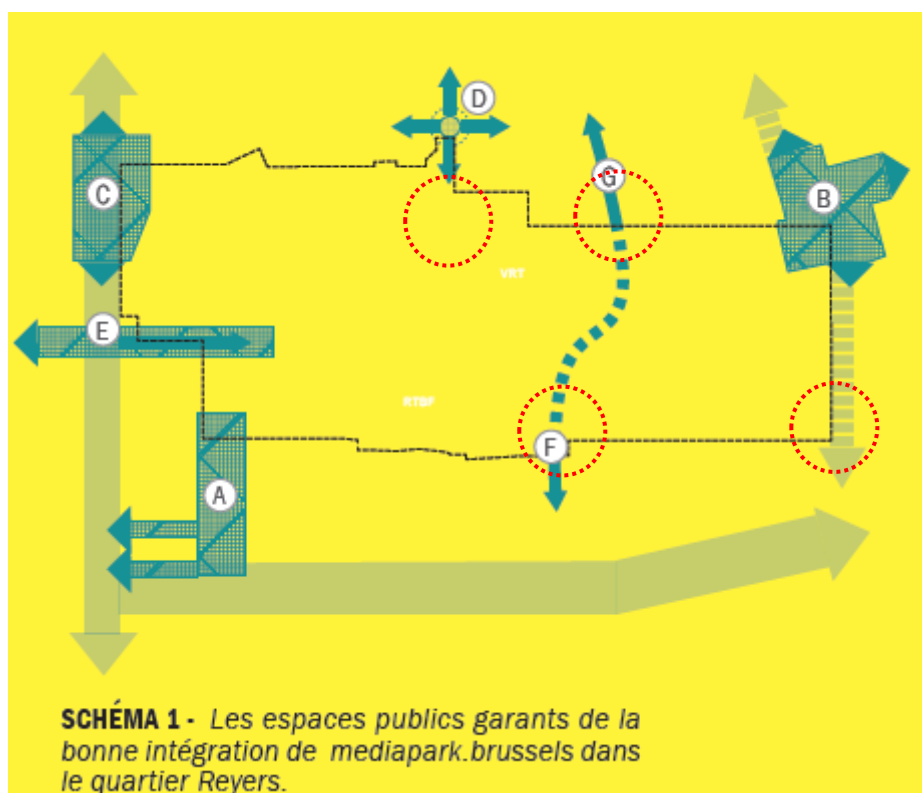 D
G
C
B
VRT
E
RTBF
F
A
SCHÉMA 1 - Les espaces publics garants de la
bonne intégration de mediapark.brussels dans
le quartier Reyers.